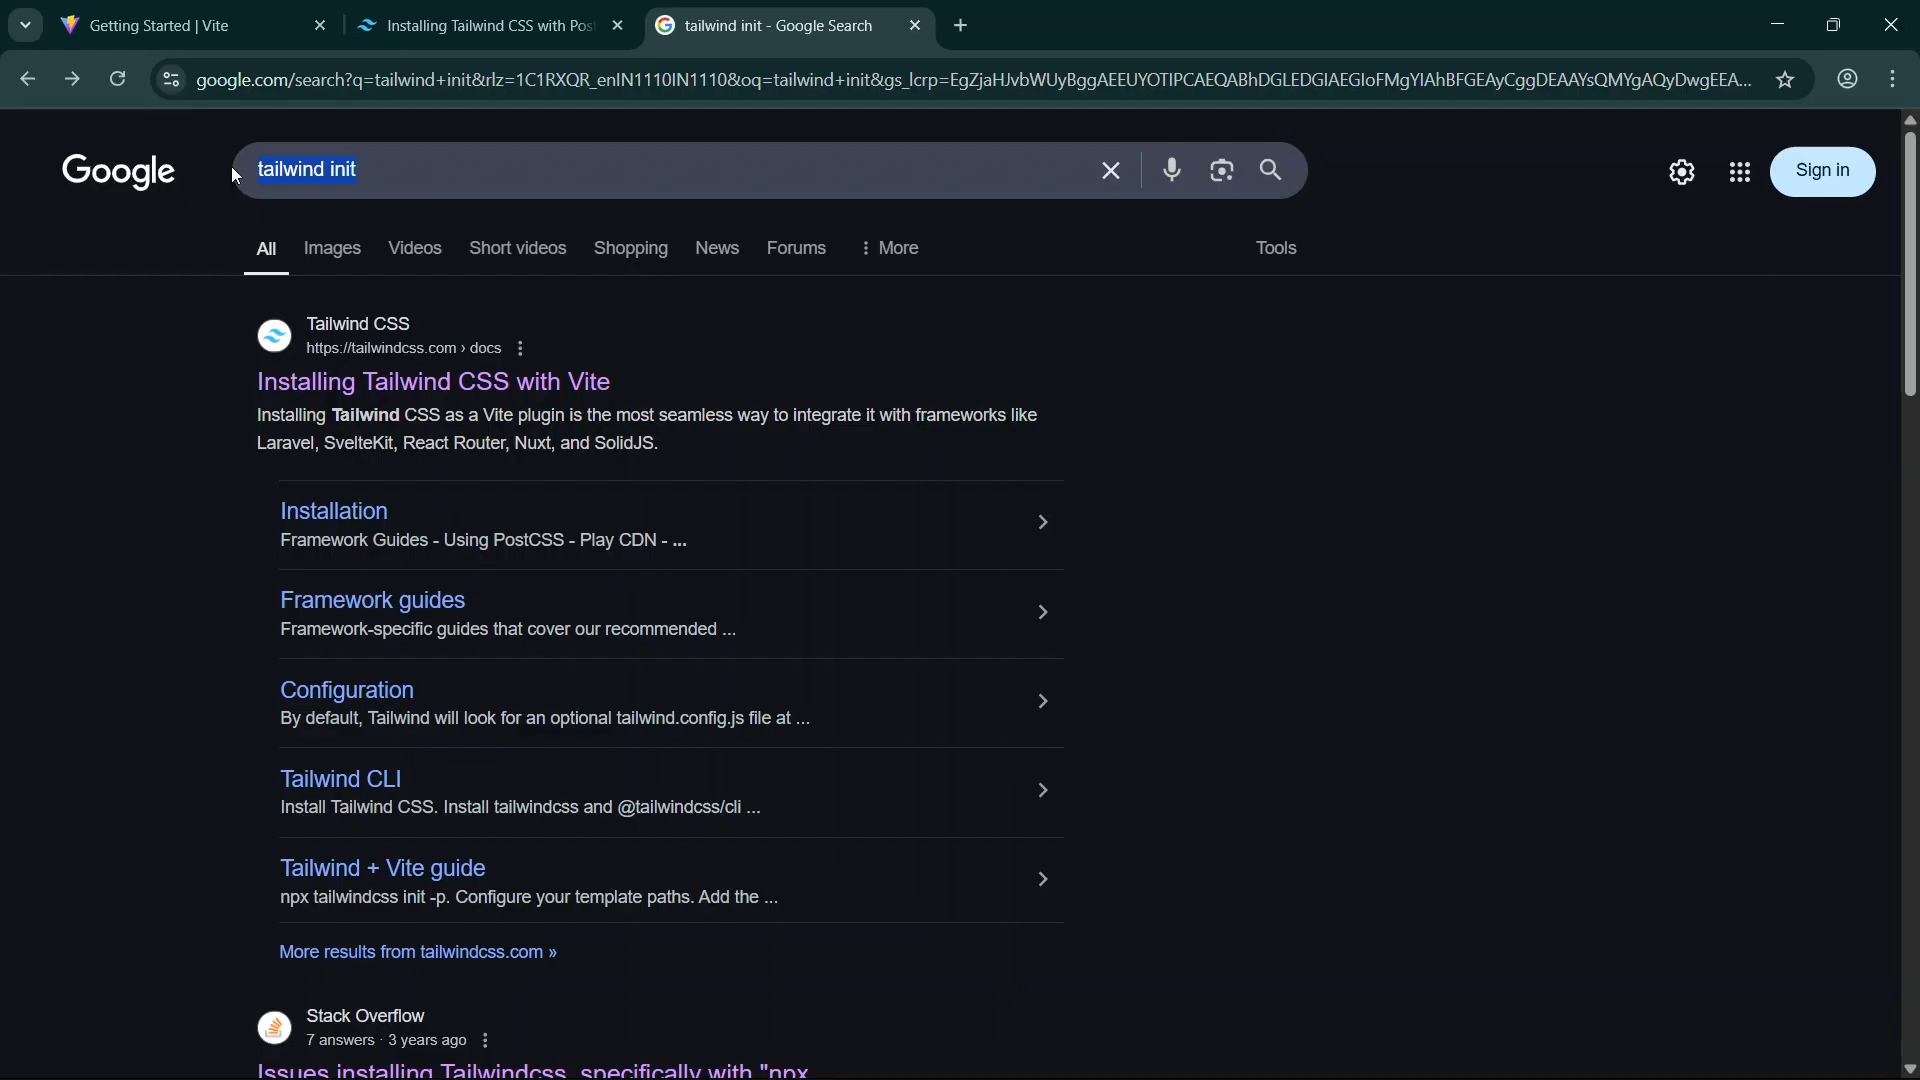 Getting Started | Vite
Installing Tailwind CSS with Pos
tailwind init - Google Search
google.com/search?q=tailwind+init&rlz=1C1RXQR_enIN1110IN1110&oq=tailwind+init&gs_lcrp=EgZjaHJvbWUyBggAEEUYOTIPCAEQABhDGLEDGIAEGIoFMgYIAhBFGEAyCggDEAAYsQMYgAQyDwgEEA...
Google
tailwind init
Sign in
All
Images
Videos
Short videos
Shopping
News
Forums
More
Tools
Tailwind CSS
https://tailwindcss.com › docs
Installing Tailwind CSS with Vite
Installing Tailwind CSS as a Vite plugin is the most seamless way to integrate it with frameworks like
Laravel, SvelteKit, React Router, Nuxt, and SolidJS.
Installation
Framework Guides - Using PostCSS - Play CDN - ...
Framework guides
Framework-specific guides that cover our recommended ...
Configuration
By default, Tailwind will look for an optional tailwind.config.js file at ...
Tailwind CLI
Install Tailwind CSS. Install tailwindcss and @tailwindcss/cli ...
Tailwind + Vite guide
npx tailwindcss init -p. Configure your template paths. Add the ...
More results from tailwindcss.com »
Stack Overflow
7 answers · 3 years ago
Issues installing Tailwindcss, specifically with "npx